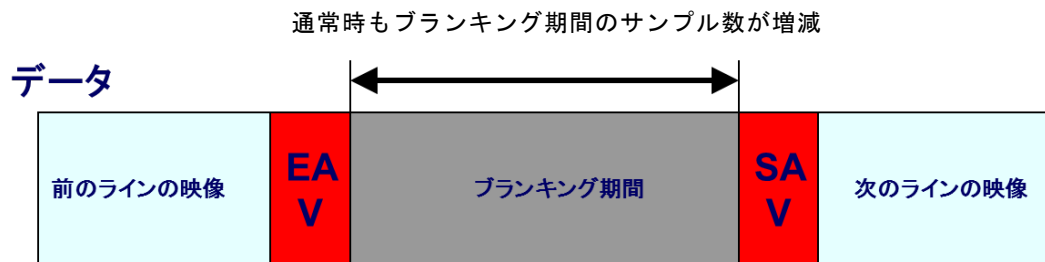 通常時もブランキング期間のサンプル数が増減
データ
前のラインの映像
EA
V
ブランキング期間
SA
V
次のラインの映像